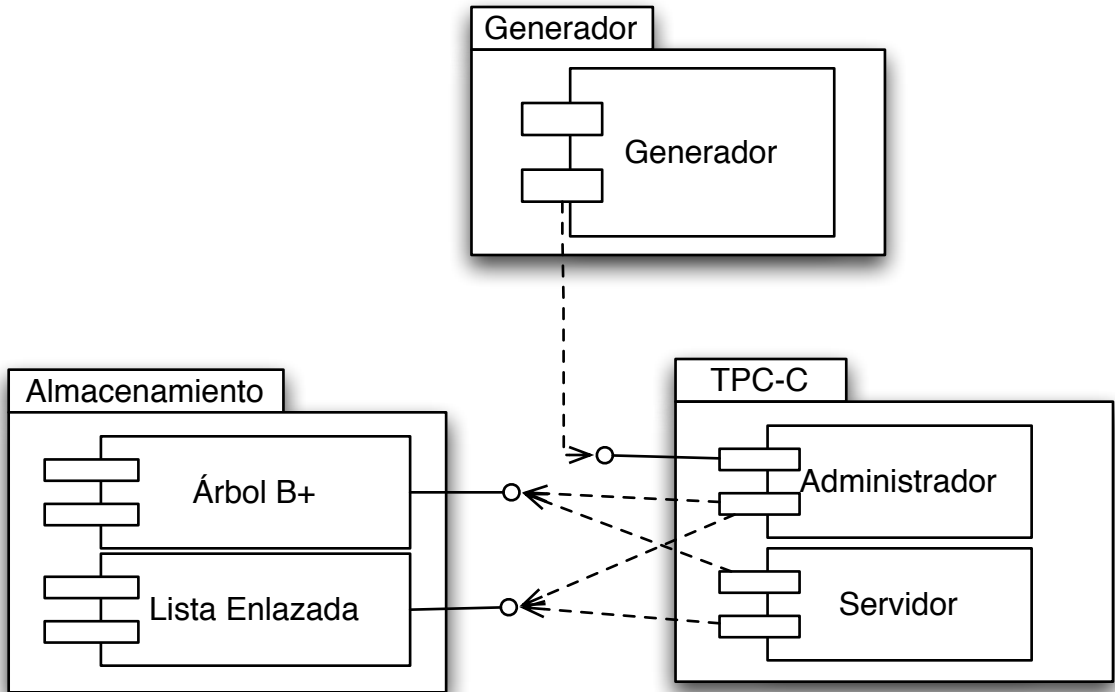 Generador
Generador
Almacenamiento
Árbol B+
Lista Enlazada
TPC-C
Administrador
Servidor